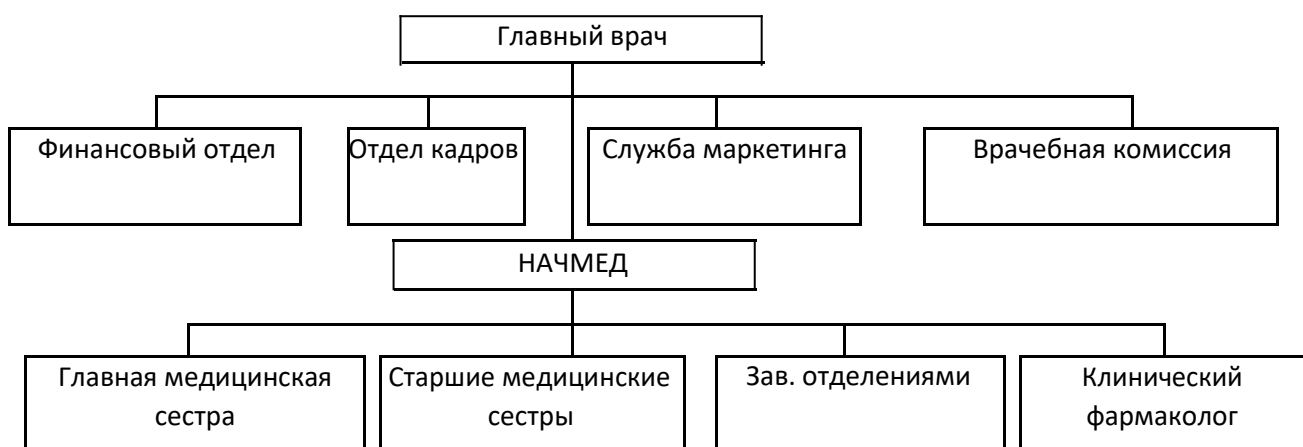 Главный врач
Финансовый отдел
Отдел кадров
Служба маркетинга
Врачебная комиссия
НАЧМЕД
Главная медицинская
сестра
Старшие медицинские
сестры
Зав. отделениями
Клинический
фармаколог